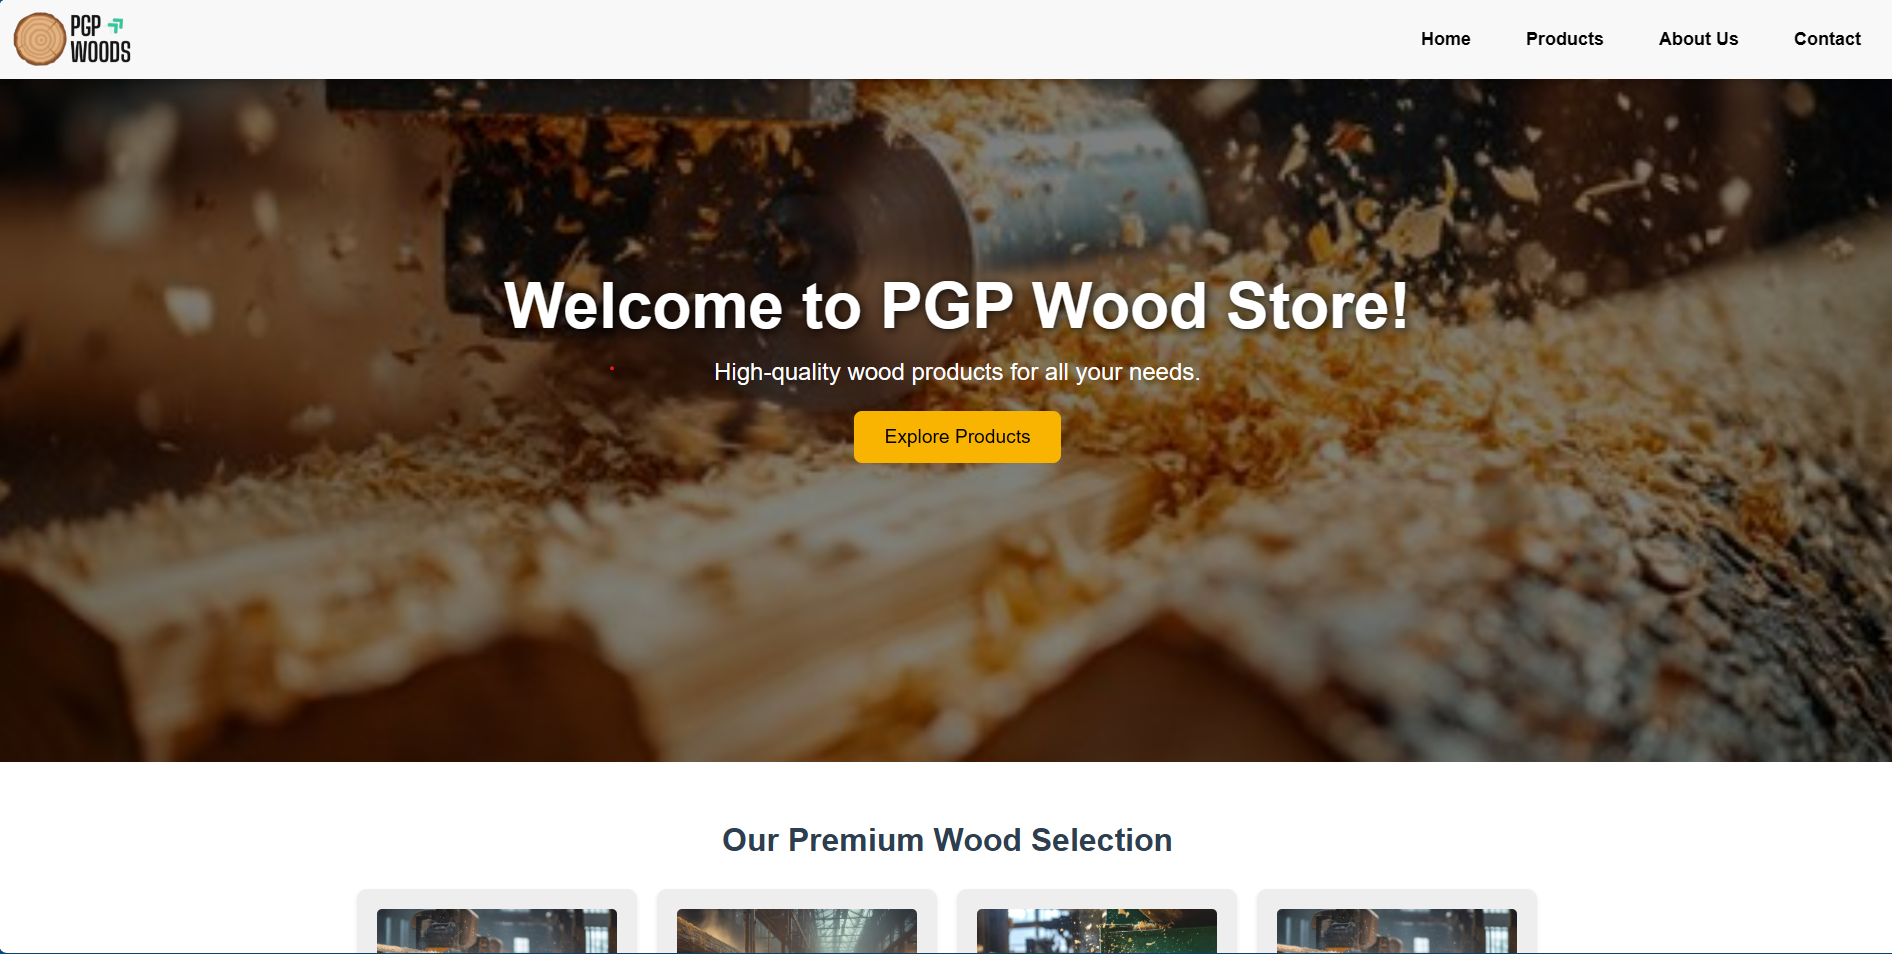 PGP
WOODS
Home Products About Us Contact
Welcome to PGP Wood Store!
High-quality wood products for all your needs.
Explore Products
Our Premium Wood Selection